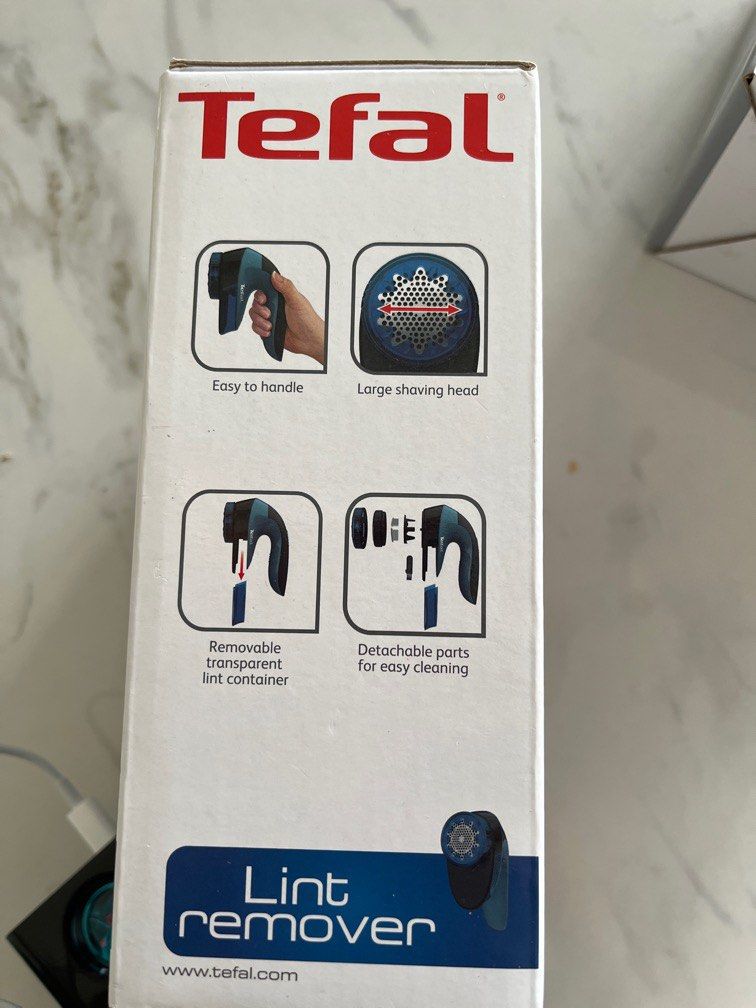 Tefal®
Easy to handle
Large shaving head
Removable
transparent
lint container
Detachable parts
for easy cleaning
Lint
remover
www.tefal.com